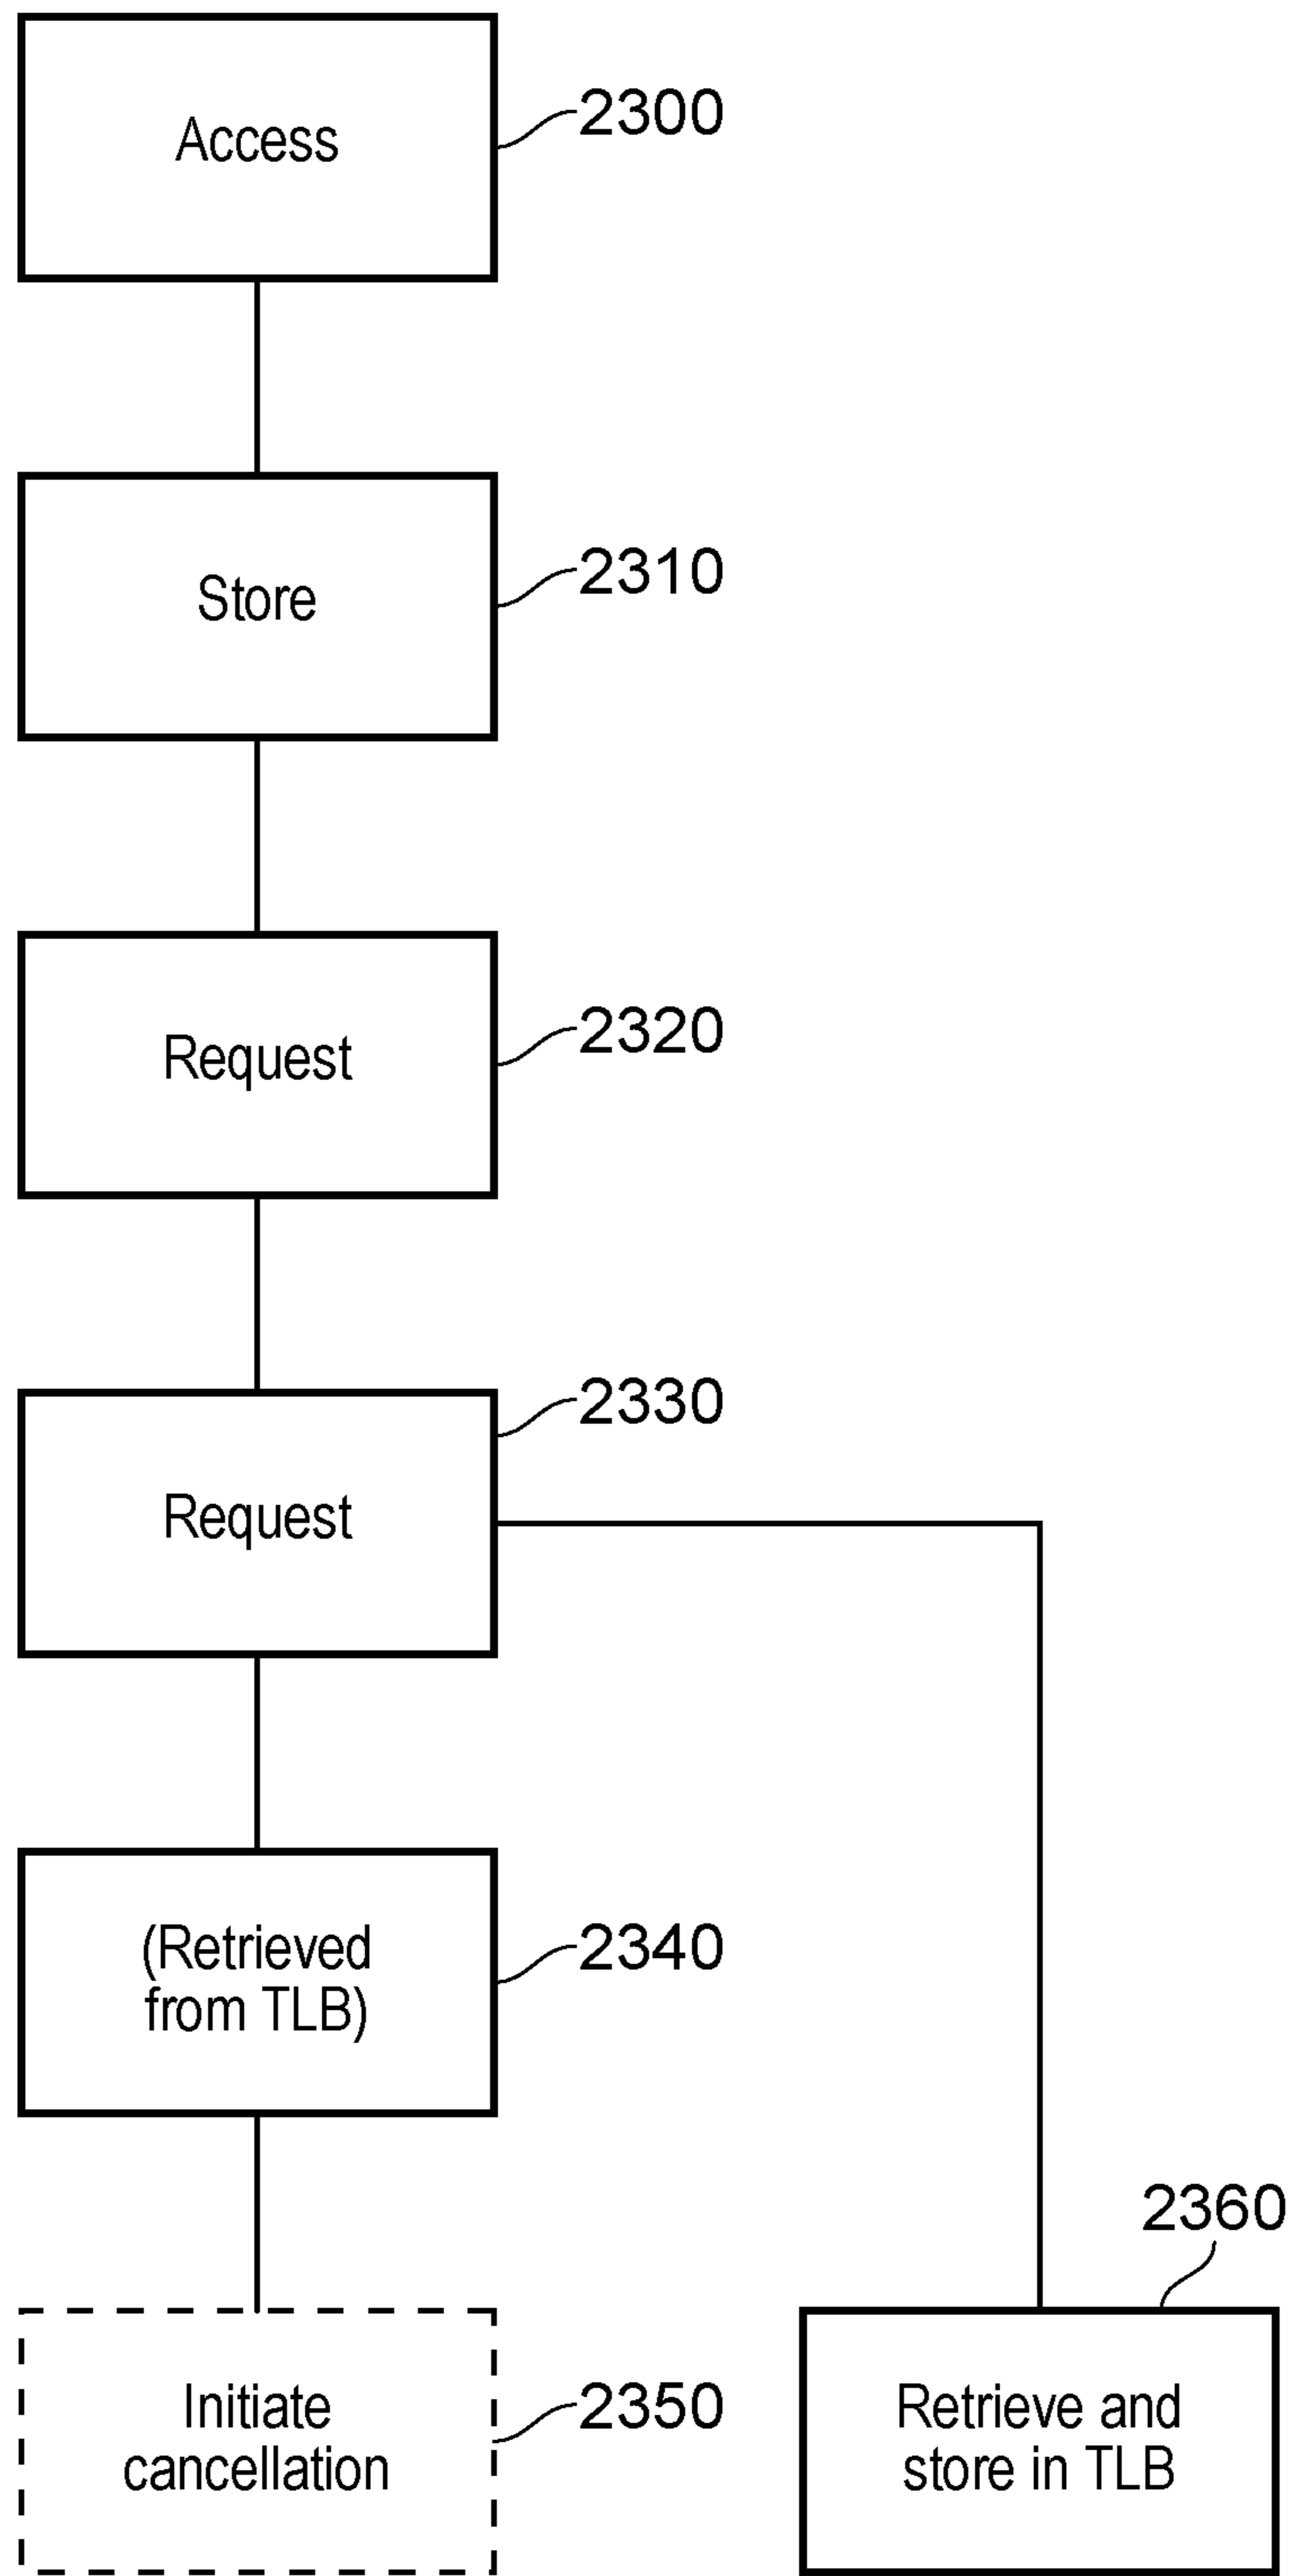 Access
2300
Store
2310
Request
2320
2330
Request
(Retrieved
from TLB)
2340
2360
Initiate
cancellation
2350
Retrieve and
store in TLB